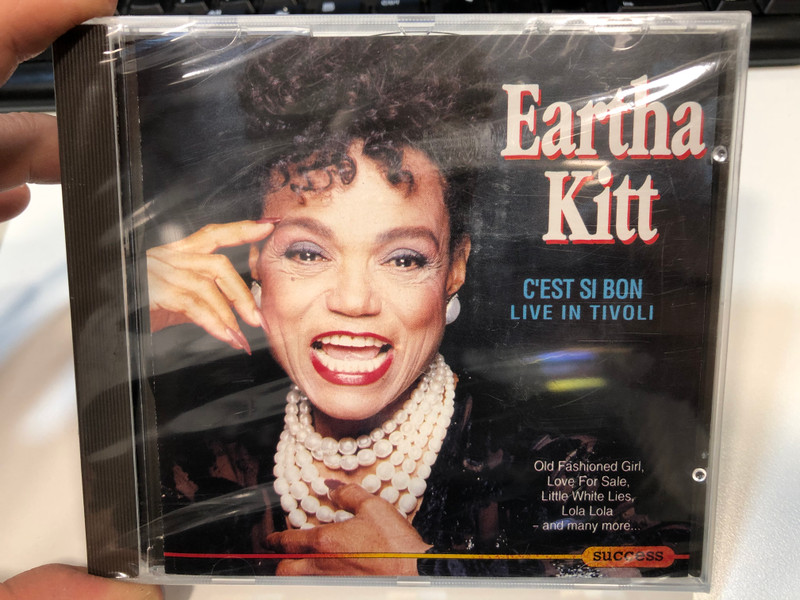 Eartha
Kitt
C'EST SI BON
LIVE IN TIVOLI
Old Fashioned Girl,
Love For Sale,
Little White Lies,
Lola Lola
- and many more...
success